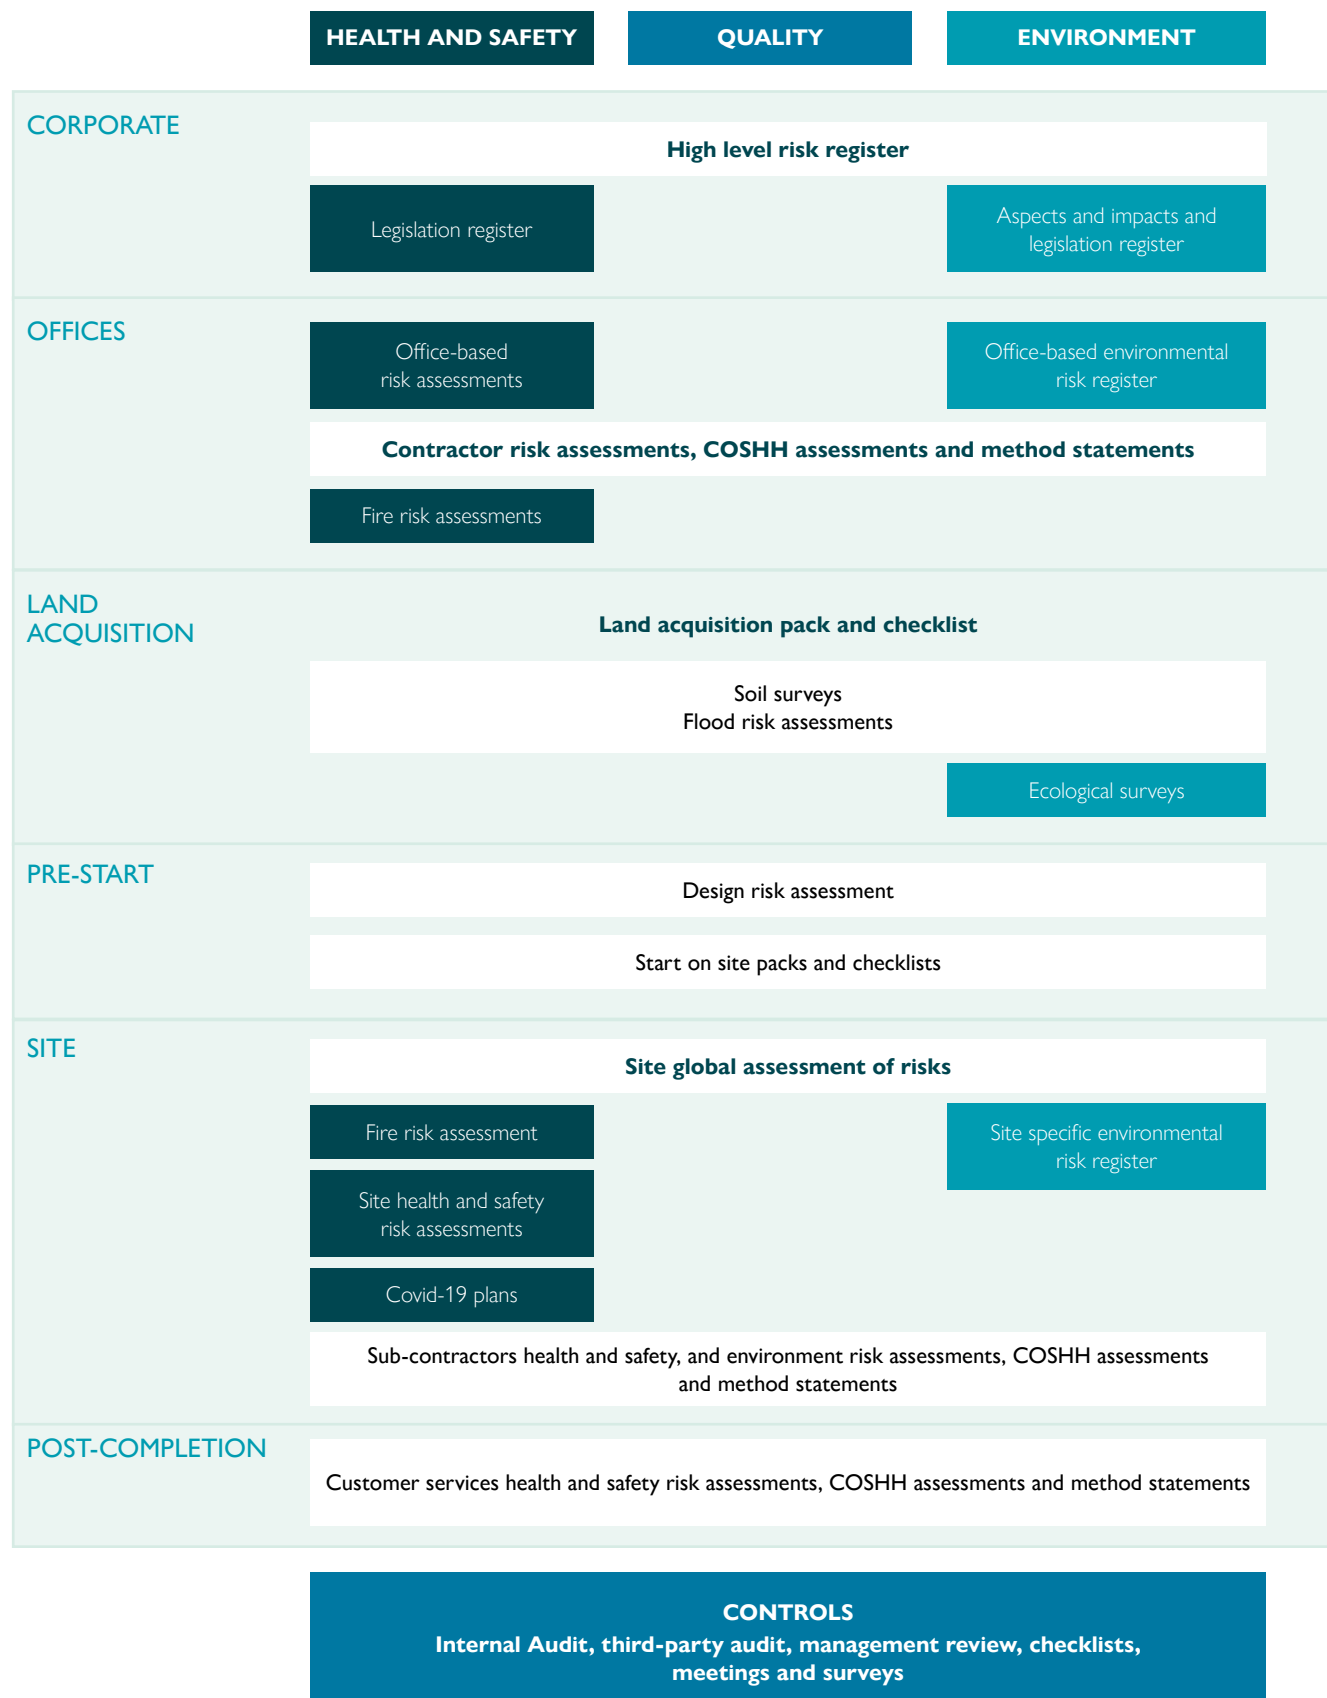 HEALTH AND SAFETY
QUALITY
ENVIRONMENT
CORPORATE
High level risk register
Legislation register
Aspects and impacts and
legislation register
OFFICES
Office-based
risk assessments
Office-based environmental
risk register
Contractor risk assessments, COSHH assessments and method statements
Fire risk assessments
LAND
ACQUISITION
Land acquisition pack and checklist
Soil surveys
Flood risk assessments
Ecological surveys
PRE-START
Design risk assessment
Start on site packs and checklists
SITE
Site global assessment of risks
Fire risk assessment
Site specific environmental
risk register
Site health and safety
risk assessments
Covid-19 plans
Sub-contractors health and safety, and environment risk assessments, COSHH assessments
and method statements
POST-COMPLETION
Customer services health and safety risk assessments, COSHH assessments and method statements
CONTROLS
Internal Audit, third-party audit, management review, checklists,
meetings and surveys